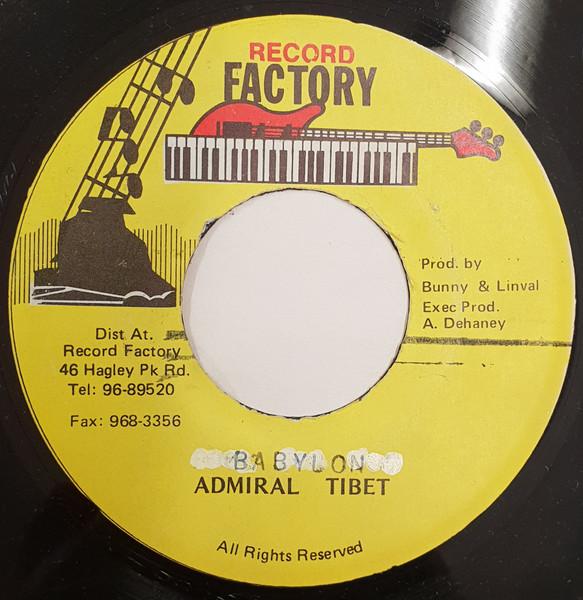 RECORD
FACTORY
Prod. by
Bunny & Linval
Exec Prod.
A. Dehaney
Dist At.
Record Factory
46 Hagley Pk Rd.
Tel: 96-89520
Fax: 968-3356
BABYLON
ADMIRAL TIBET
All Rights Reserved